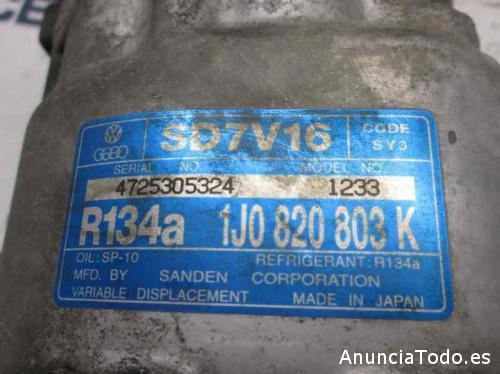 SD7V16
CODE
SY3
SERIAL NO.
MODEL NO.
4725305324
1233
R134a 1J0 820 803 K
OIL:SP-10
REFRIGERANT:R134a
MFD. BY SANDEN CORPORATION
VARIABLE DISPLACEMENT
MADE IN JAPAN
AnunciaTodo.es